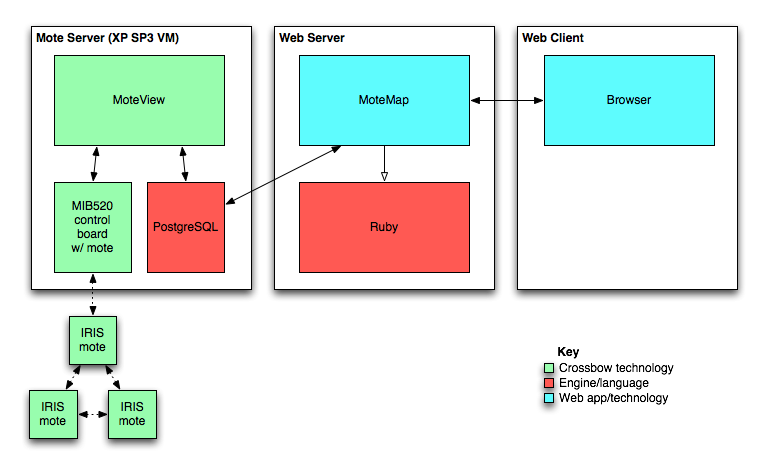 Mote Server (XP SP3 VM)
MoteView
MIB520
control
board
w/ mote
PostgreSQL
Web Server
MoteMap
Ruby
Web Client
Browser
IRIS
mote
IRIS
mote
IRIS
mote
Key
Crossbow technology
Engine/language
Web app/technology